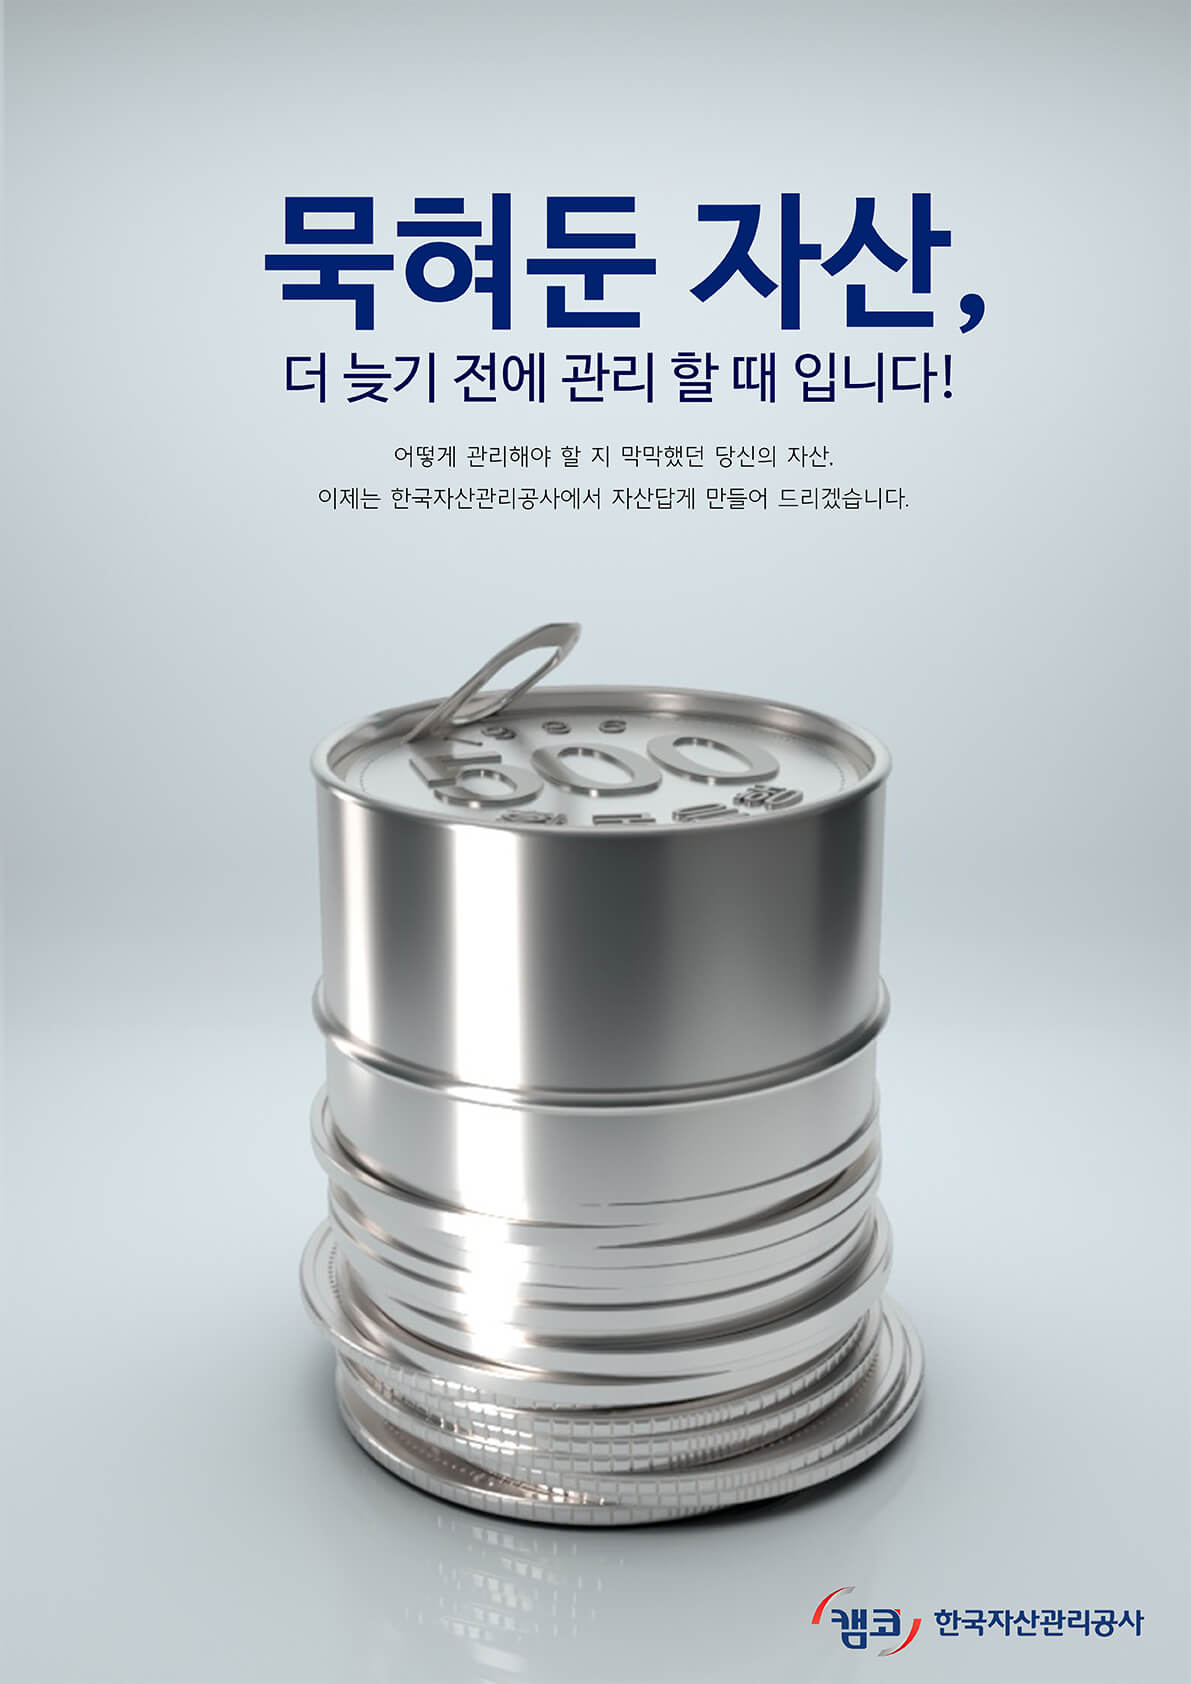 묵혀둔 자산,
더 늦기 전에 관리 할 때 입니다!
어떻게 관리해야 할 지 막막했던 당신의 자산.
이제는 한국자산관리공사에서 자산답게 만들어 드리겠습니다.
500
캠코 한국자산관리공사